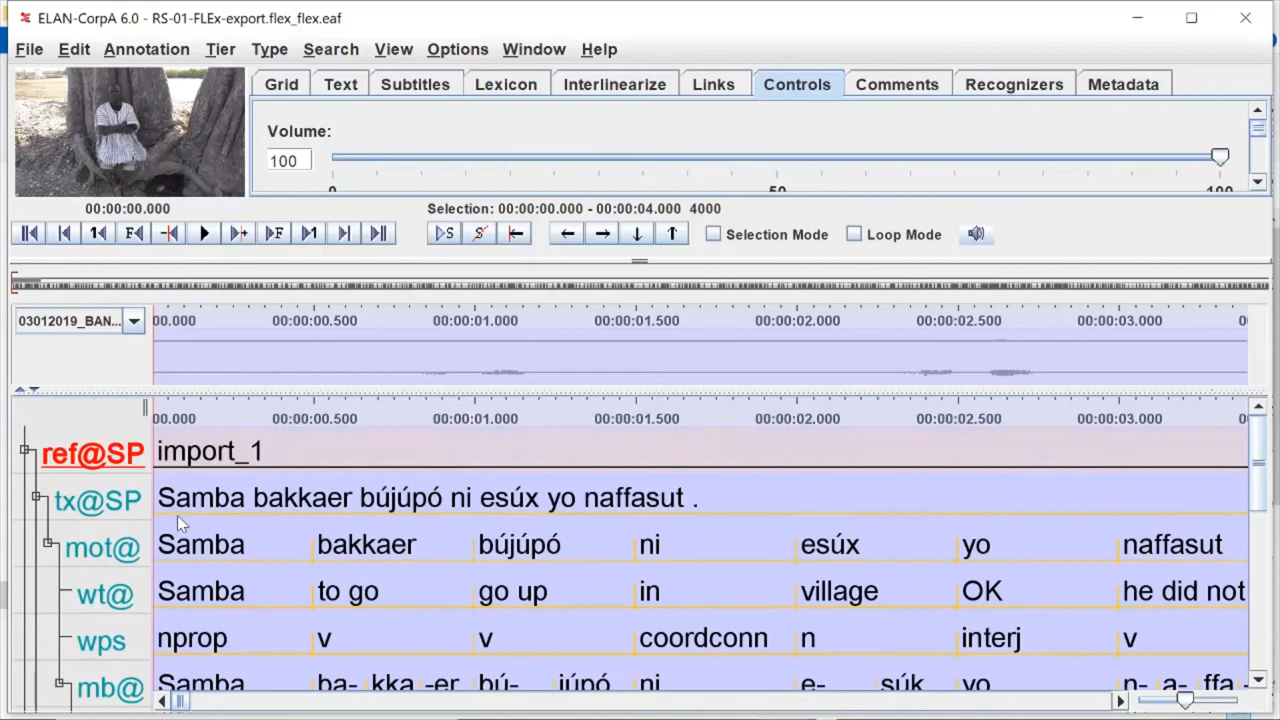 ELAN-CorpA 6.0 - RS-01-FLEx-export.flex_flex.eaf
File Edit Annotation Tier Type Search View Options Window Help
Grid Text Subtitles Lexicon Interlinearize Links Controls Comments Recognizers Metadata
Volume:
100
0 50 100
00:00:00.000
Selection: 00:00:00.000 - 00:00:04.000 4000
1 F F 1 S S Selection Mode Loop Mode
03012019_BAN...
00.000 00:00:00.500 00:00:01.000 00:00:01.500 00:00:02.000 00:00:02.500 00:00:03.000 0
00.000 00:00:00.500 00:00:01.000 00:00:01.500 00:00:02.000 00:00:02.500 00:00:03.000 0
ref@SP import_1
tx@SP Samba bakkaer bújúpó ni esúx yo naffasut .
mot@ Samba bakkaer bújúpó ni esúx yo naffasut
wt@ Samba to go go up in village OK he did not
wps nprop v v coordconn n interj v
mb@ Samba ba- kka -er bú- júpó ni e- súk yo n- a- ffa